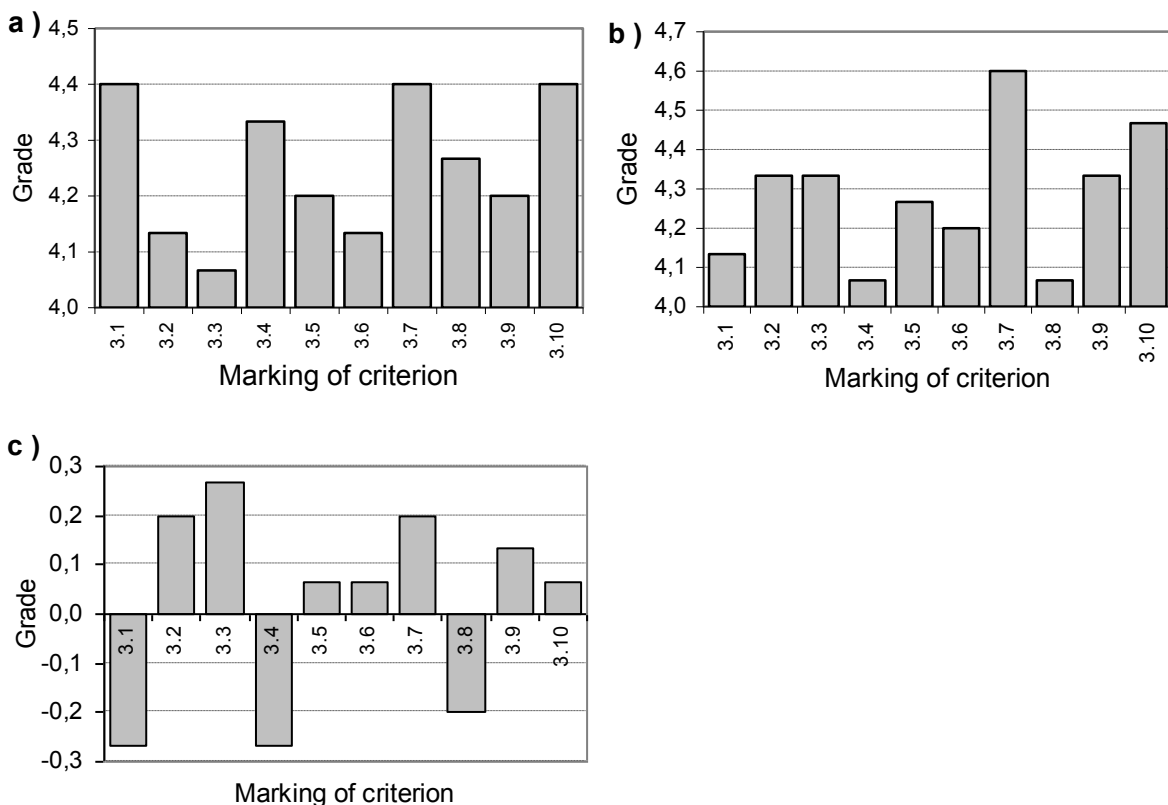 a )
4,5
4,4
4,3
4,2
4,1
4,0
Grade
3.1 3.2 3.3 3.4 3.5 3.6 3.7 3.8 3.9 3.10
Marking of criterion
b )
4,7
4,6
4,5
4,4
4,3
4,2
4,1
4,0
Grade
3.1 3.2 3.3 3.4 3.5 3.6 3.7 3.8 3.9 3.10
Marking of criterion
c )
0,3
0,2
0,1
0,0
-0,1
-0,2
-0,3
Grade
3.1 3.2 3.3 3.4 3.5 3.6 3.7 3.8 3.9 3.10
Marking of criterion